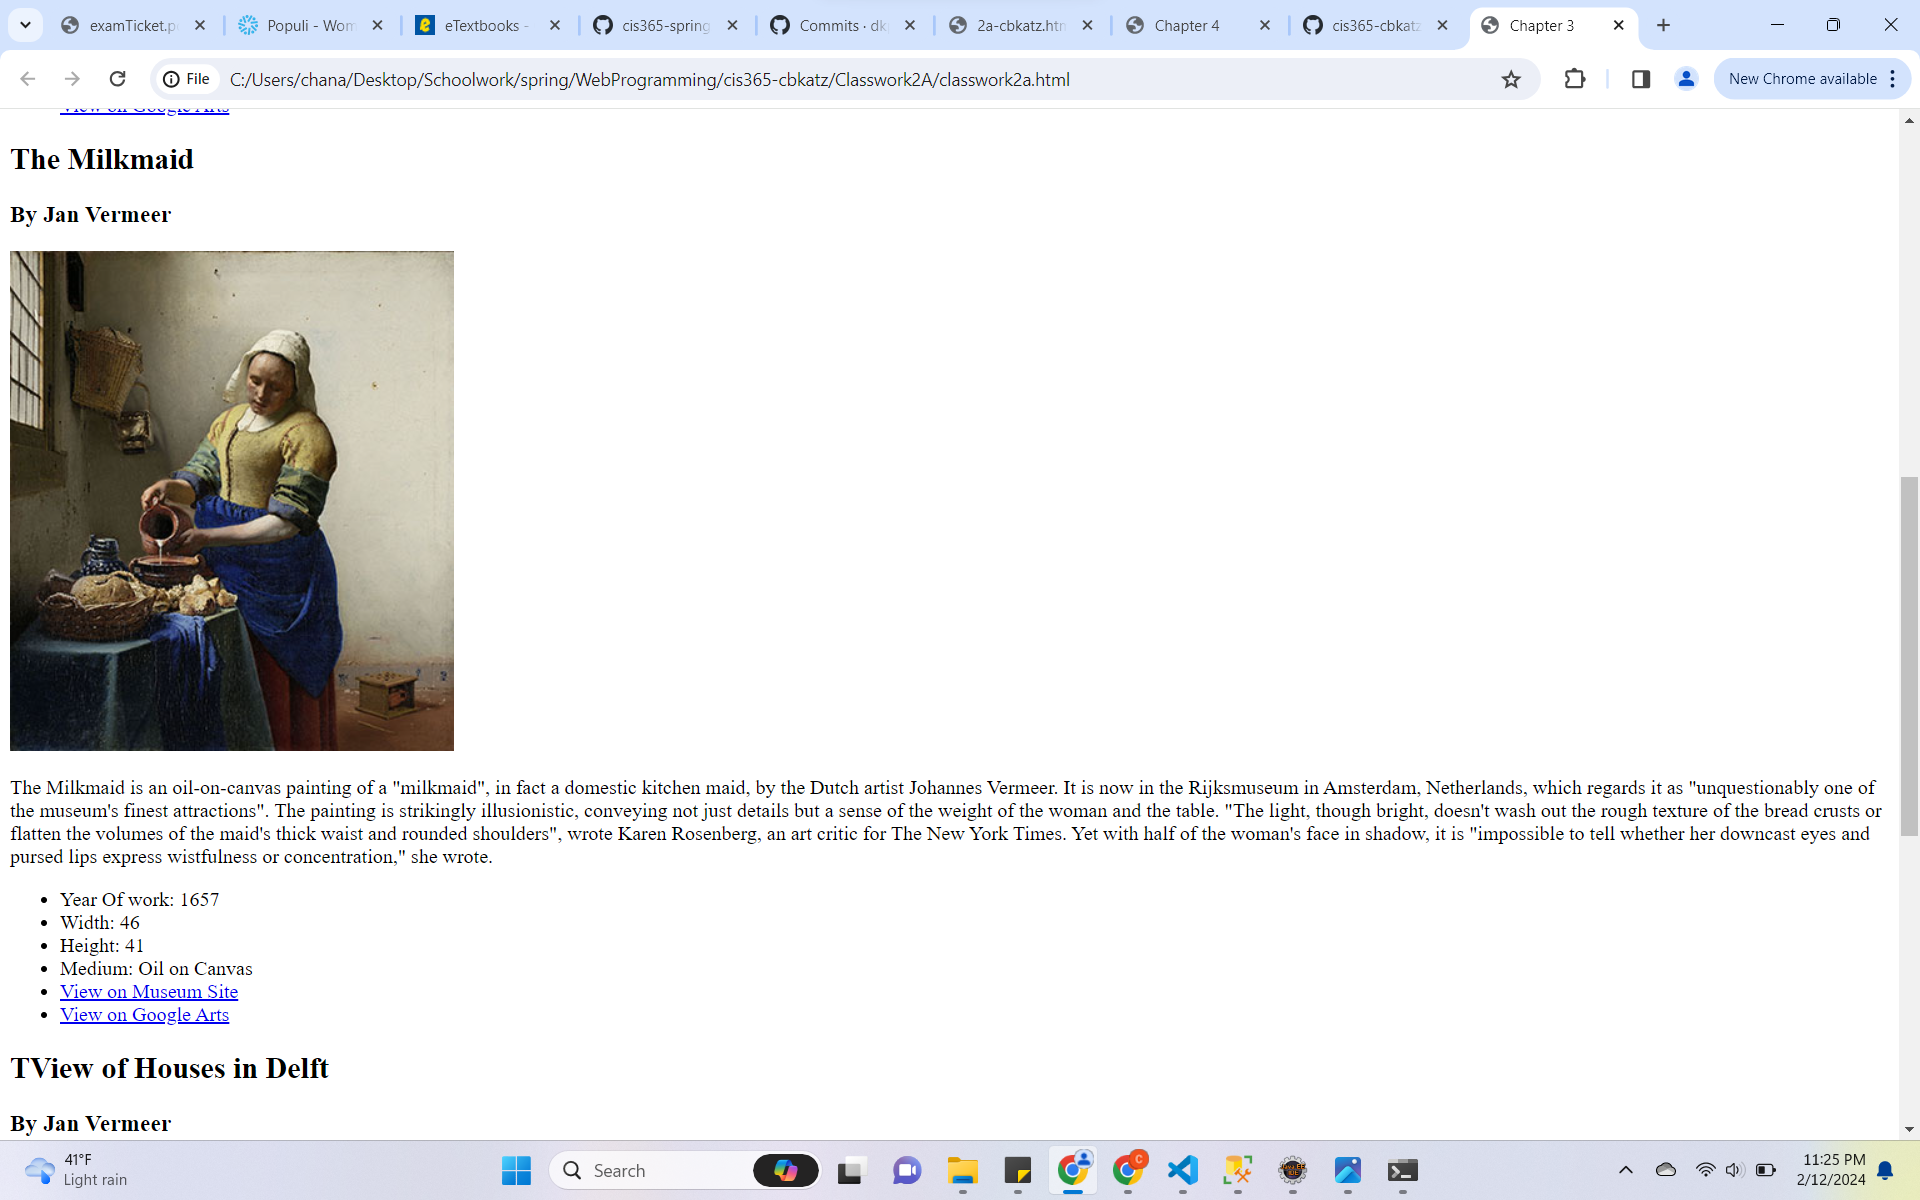 examTicket.p
Populi - Wom
eTextbooks -
cis365-spring
Commits · dk
2a-cbkatz.htm
Chapter 4
cis365-cbkatz
Chapter 3
File
C:/Users/chana/Desktop/Schoolwork/spring/WebProgramming/cis365-cbkatz/Classwork2A/classwork2a.html
New Chrome available
View on Google Arts
The Milkmaid
By Jan Vermeer
The Milkmaid is an oil-on-canvas painting of a "milkmaid", in fact a domestic kitchen maid, by the Dutch artist Johannes Vermeer. It is now in the Rijksmuseum in Amsterdam, Netherlands, which regards it as "unquestionably one of
the museum's finest attractions". The painting is strikingly illusionistic, conveying not just details but a sense of the weight of the woman and the table. "The light, though bright, doesn't wash out the rough texture of the bread crusts or
flatten the volumes of the maid's thick waist and rounded shoulders", wrote Karen Rosenberg, an art critic for The New York Times. Yet with half of the woman's face in shadow, it is "impossible to tell whether her downcast eyes and
pursed lips express wistfulness or concentration," she wrote.
• Year Of work: 1657
• Width: 46
• Height: 41
• Medium: Oil on Canvas
• View on Museum Site
• View on Google Arts
TView of Houses in Delft
By Jan Vermeer
41°F
Light rain
Search
C
11:25 PM
2/12/2024